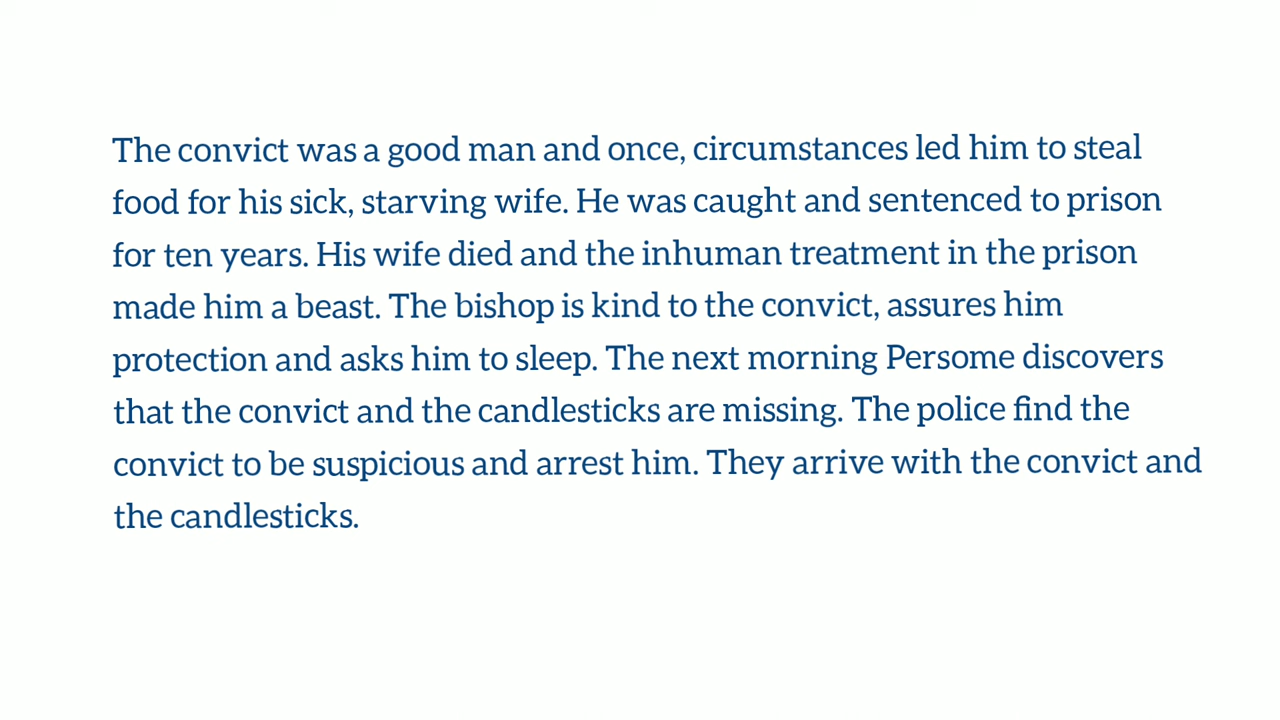 The convict was a good man and once, circumstances led him to steal
food for his sick, starving wife. He was caught and sentenced to prison
for ten years. His wife died and the inhuman treatment in the prison
made him a beast. The bishop is kind to the convict, assures him
protection and asks him to sleep. The next morning Persome discovers
that the convict and the candlesticks are missing. The police find the
convict to be suspicious and arrest him. They arrive with the convict and
the candlesticks.